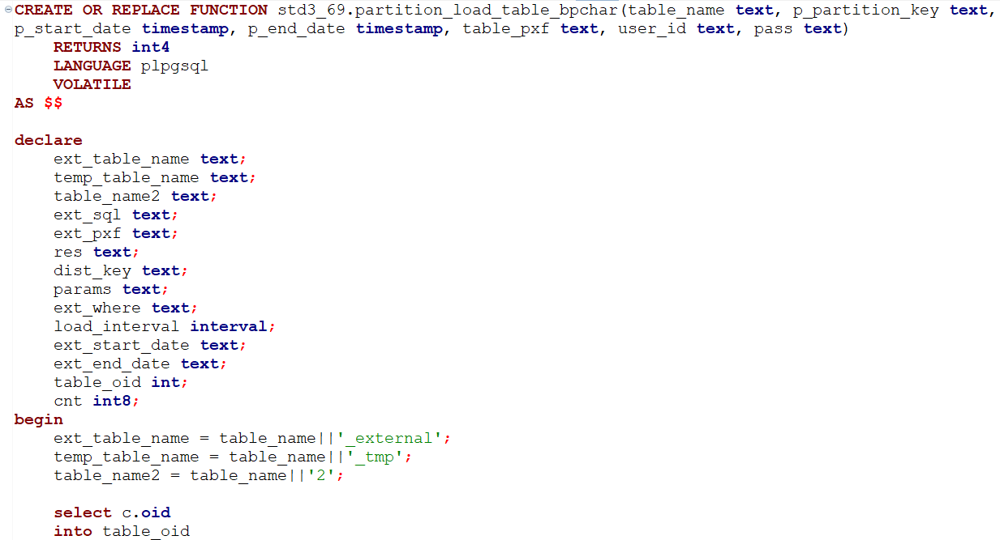 CREATE OR REPLACE FUNCTION std3_69.partition_load_table_bpchar(table_name text, p_partition_key text,
p_start_date timestamp, p_end_date timestamp, table_pxf text, user_id text, pass text)
    RETURNS int4
    LANGUAGE plpgsql
    VOLATILE
AS $$

declare
    ext_table_name text;
    temp_table_name text;
    table_name2 text;
    ext_sql text;
    ext_pxf text;
    res text;
    dist_key text;
    params text;
    ext_where text;
    load_interval interval;
    ext_start_date text;
    ext_end_date text;
    table_oid int;
    cnt int8;
begin
    ext_table_name = table_name||'_external';
    temp_table_name = table_name||'_tmp';
    table_name2 = table_name||'2';

    select c.oid
    into table_oid